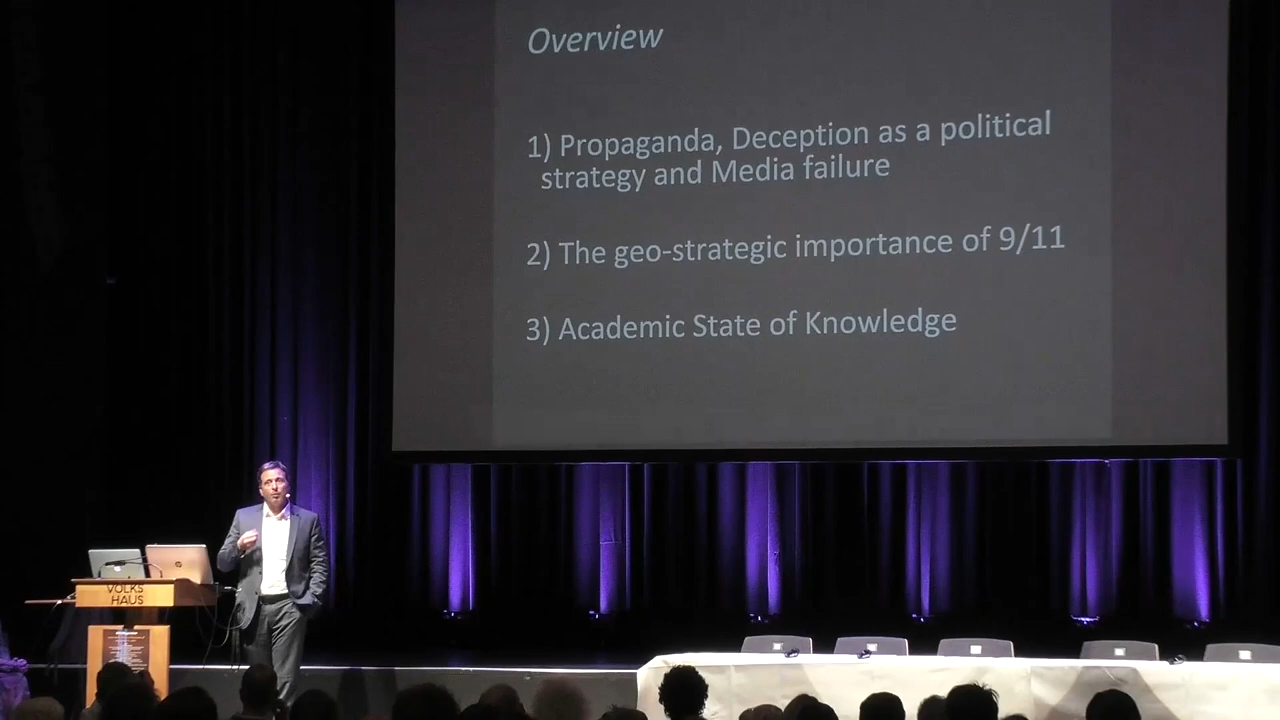 Overview
1) Propaganda, Deception as a political
strategy and Media failure
2) The geo-strategic importance of 9/11
3) Academic State of Knowledge
VOLKS
HAUS